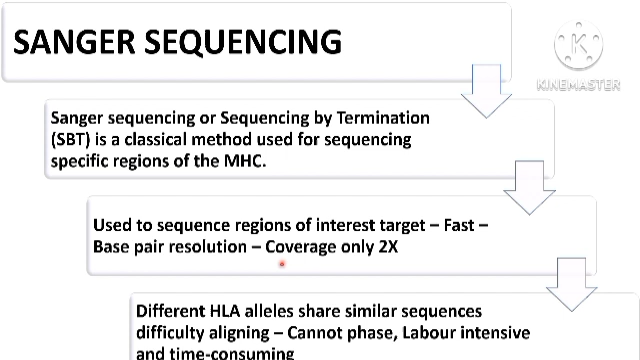 SANGER SEQUENCING
K
KINEMASTER
Sanger sequencing or Sequencing by Termination
(SBT) is a classical method used for sequencing
specific regions of the MHC.
Used to sequence regions of interest target – Fast –
Base pair resolution – Coverage only 2X
Different HLA alleles share similar sequences
difficulty aligning – Cannot phase, Labour intensive
and time-consuming